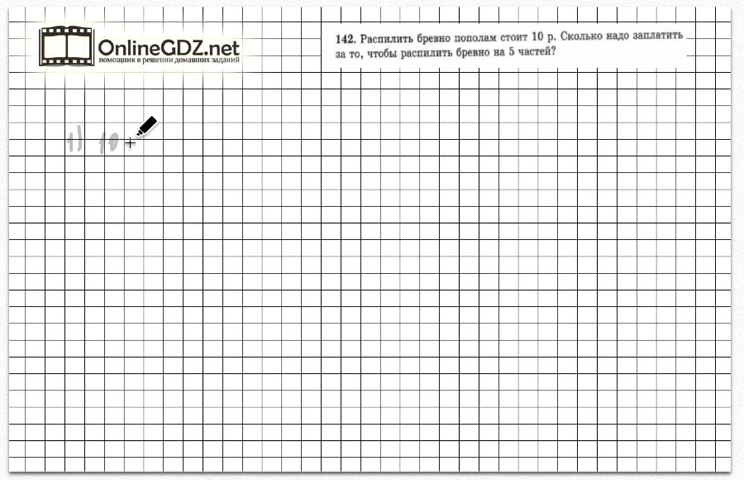 OnlineGDZ.net
помощник в решении домашних заданий
142. Распилить бревно пополам стоит 10 р. Сколько надо заплатить
за то, чтобы распилить бревно на 5 частей?
1) 10